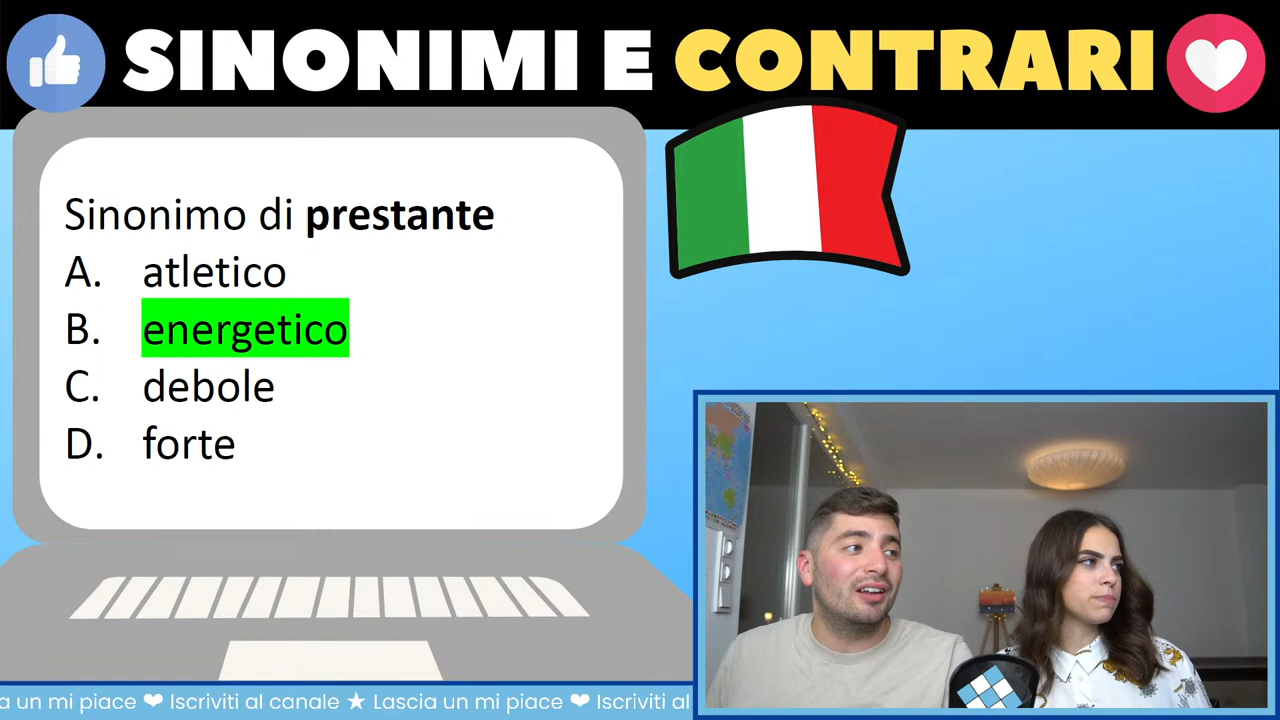 SINONIMI E CONTRARI
Sinonimo di prestante
A. atletico
B. energetico
C. debole
D. forte
a un mi piace ❤ Iscriviti al canale ★ Lascia un mi piace ❤ Iscriviti al